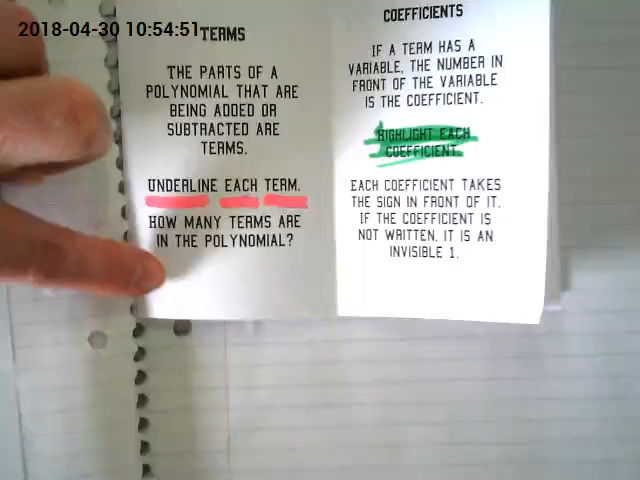 2018-04-30 10:54:51
TERMS
THE PARTS OF A
POLYNOMIAL THAT ARE
BEING ADDED OR
SUBTRACTED ARE
TERMS.
UNDERLINE EACH TERM.
HOW MANY TERMS ARE
IN THE POLYNOMIAL?
COEFFICIENTS
IF A TERM HAS A
VARIABLE, THE NUMBER IN
FRONT OF THE VARIABLE
IS THE COEFFICIENT.
HIGHLIGHT EACH
COEFFICIENT.
EACH COEFFICIENT TAKES
THE SIGN IN FRONT OF IT.
IF THE COEFFICIENT IS
NOT WRITTEN, IT IS AN
INVISIBLE 1.